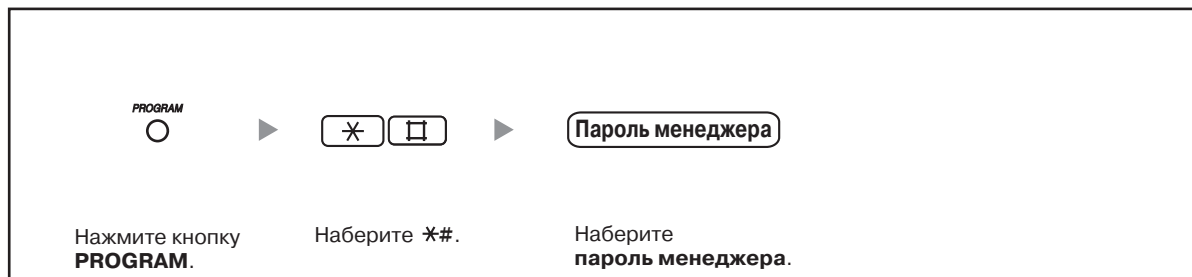 PROGRAM
Пароль менеджера
Нажмите кнопку
PROGRAM.
Наберите ✳#.
Наберите
пароль менеджера.